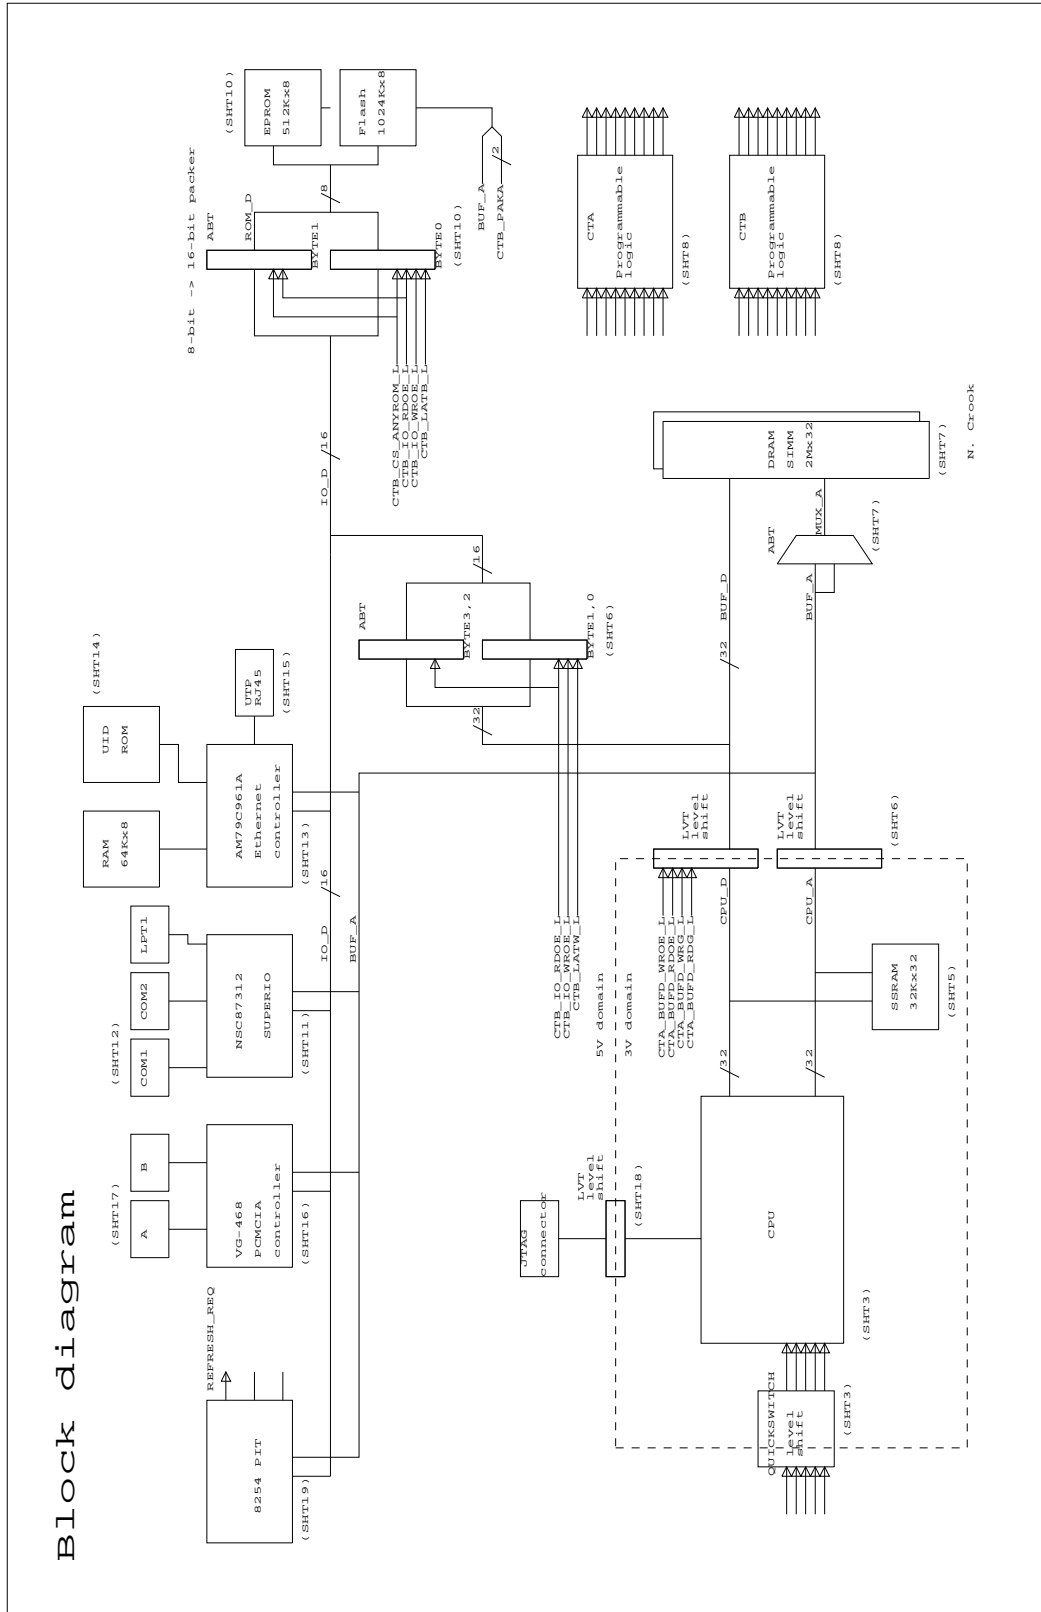 Block diagram
8254 PIT
(SHT19)
REFRESH_REQ
(SHT17)
A
B
VG-468
PCMCIA
controller
(SHT16)
(SHT12)
COM1
COM2
LPT1
NSC87312
SUPERIO
(SHT11)
RAM
64Kx8
UID
ROM
(SHT14)
AM79C961A
Ethernet
controller
(SHT13)
UTP
RJ45
(SHT15)
IO_D
16
BUF_A
8-bit -> 16-bit packer
ABT
ROM_D
BYTE1
BYTE0
(SHT10)
8
(SHT10)
EPROM
512Kx8
Flash
1024Kx8
BUF_A
CTB_PAKA
2
IO_D
16
CTB_CS_ANYROM_L
CTB_IO_RDOE_L
CTB_IO_WROE_L
CTB_LATB_L
ABT
BYTE3,2
BYTE1,0
(SHT6)
16
32
CTB_IO_RDOE_L
CTB_IO_WROE_L
CTB_LATW_L
5V domain
3V domain
CTA_BUFD_WROE_L
CTA_BUFD_RDOE_L
CTA_BUFD_WRG_L
CTA_BUFD_RDG_L
LVT
level
shift
LVT
level
shift
(SHT6)
CPU_D
CPU_A
32
32
SSRAM
32Kx32
(SHT5)
JTAG
connector
LVT
level
shift
(SHT18)
CPU
(SHT3)
QUICKSWITCH
level
shift
(SHT3)
32
BUF_D
BUF_A
ABT
MUX_A
(SHT7)
DRAM
SIMM
2Mx32
(SHT7)
CTA
Programmable
logic
(SHT8)
CTB
Programmable
logic
(SHT8)
N. Crook